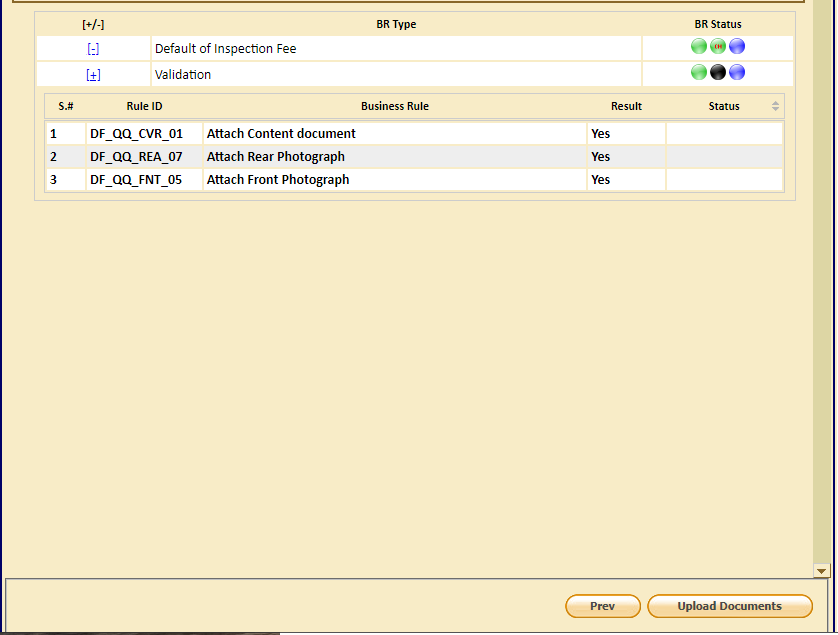 [+/-] BR Type BR Status
[-] Default of Inspection Fee
[+] Validation
S.# Rule ID Business Rule Result Status
1 DF_QQ_CVR_01 Attach Content document Yes
2 DF_QQ_REA_07 Attach Rear Photograph Yes
3 DF_QQ_FNT_05 Attach Front Photograph Yes
Prev Upload Documents